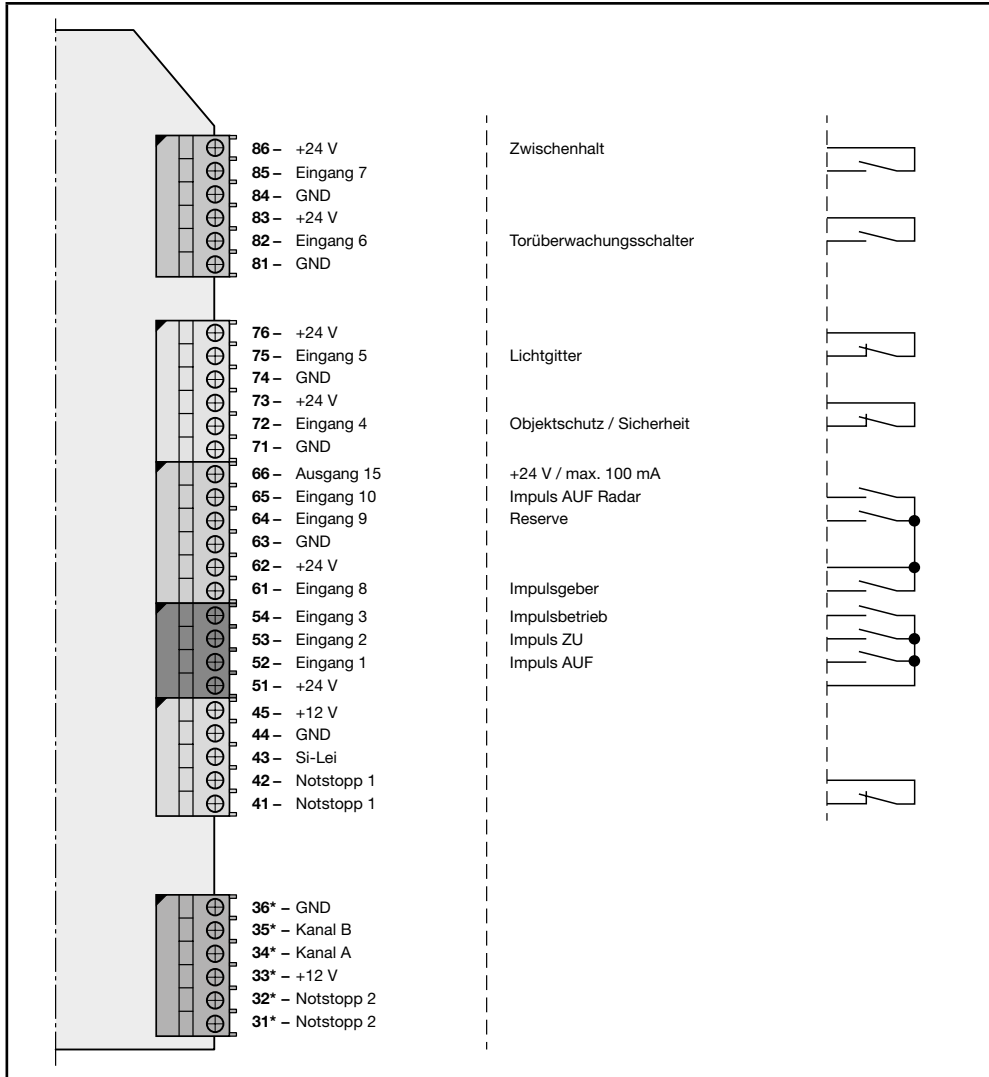 86 – +24 V Zwischenhalt
85 – Eingang 7
84 – GND
83 – +24 V
82 – Eingang 6 Torüberwachungsschalter
81 – GND
76 – +24 V
75 – Eingang 5 Lichtgitter
74 – GND
73 – +24 V
72 – Eingang 4 Objektschutz / Sicherheit
71 – GND
66 – Ausgang 15 +24 V / max. 100 mA
65 – Eingang 10 Impuls AUF Radar
64 – Eingang 9 Reserve
63 – GND
62 – +24 V
61 – Eingang 8 Impulsgeber
54 – Eingang 3 Impulsbetrieb
53 – Eingang 2 Impuls ZU
52 – Eingang 1 Impuls AUF
51 – +24 V
45 – +12 V
44 – GND
43 – Si-Lei
42 – Notstopp 1
41 – Notstopp 1
36* – GND
35* – Kanal B
34* – Kanal A
33* – +12 V
32* – Notstopp 2
31* – Notstopp 2